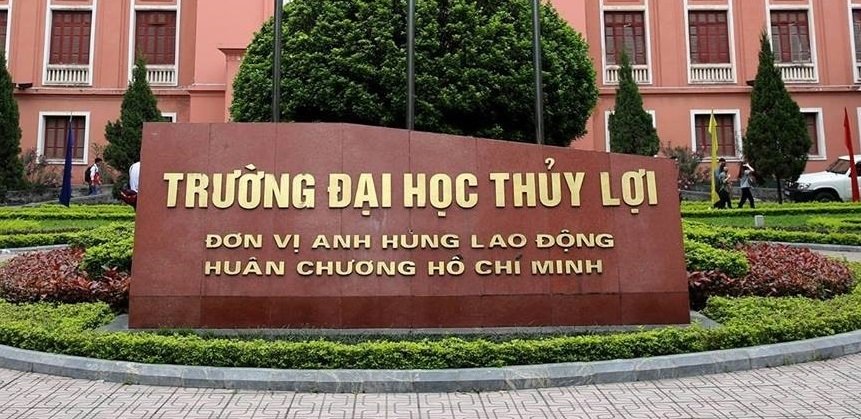 TRƯỜNG ĐẠI HỌC THỦY LỢI
ĐƠN VỊ ANH HÙNG LAO ĐỘNG
HUÂN CHƯƠNG HỒ CHÍ MINH